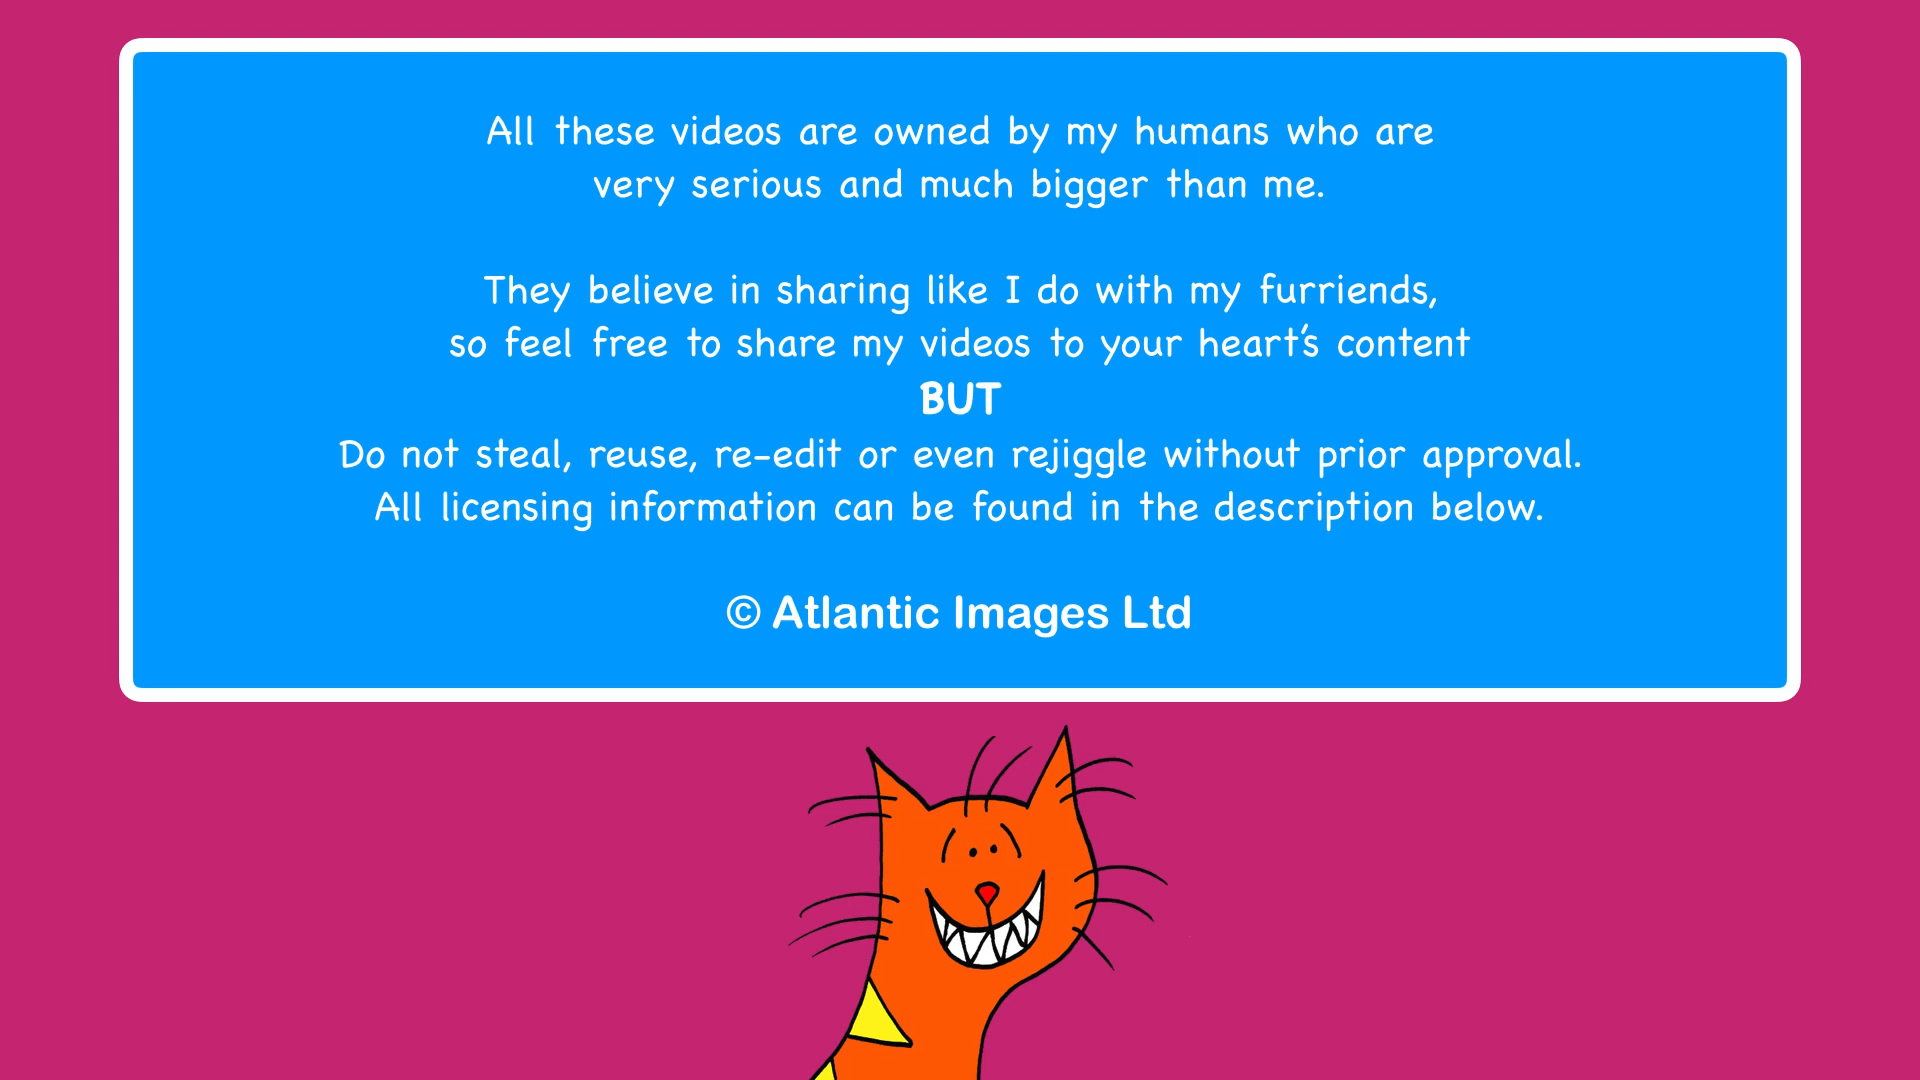 All these videos are owned by my humans who are
very serious and much bigger than me.
They believe in sharing like I do with my furriends,
so feel free to share my videos to your heart's content
BUT
Do not steal, reuse, re-edit or even rejiggle without prior approval.
All licensing information can be found in the description below.
© Atlantic Images Ltd